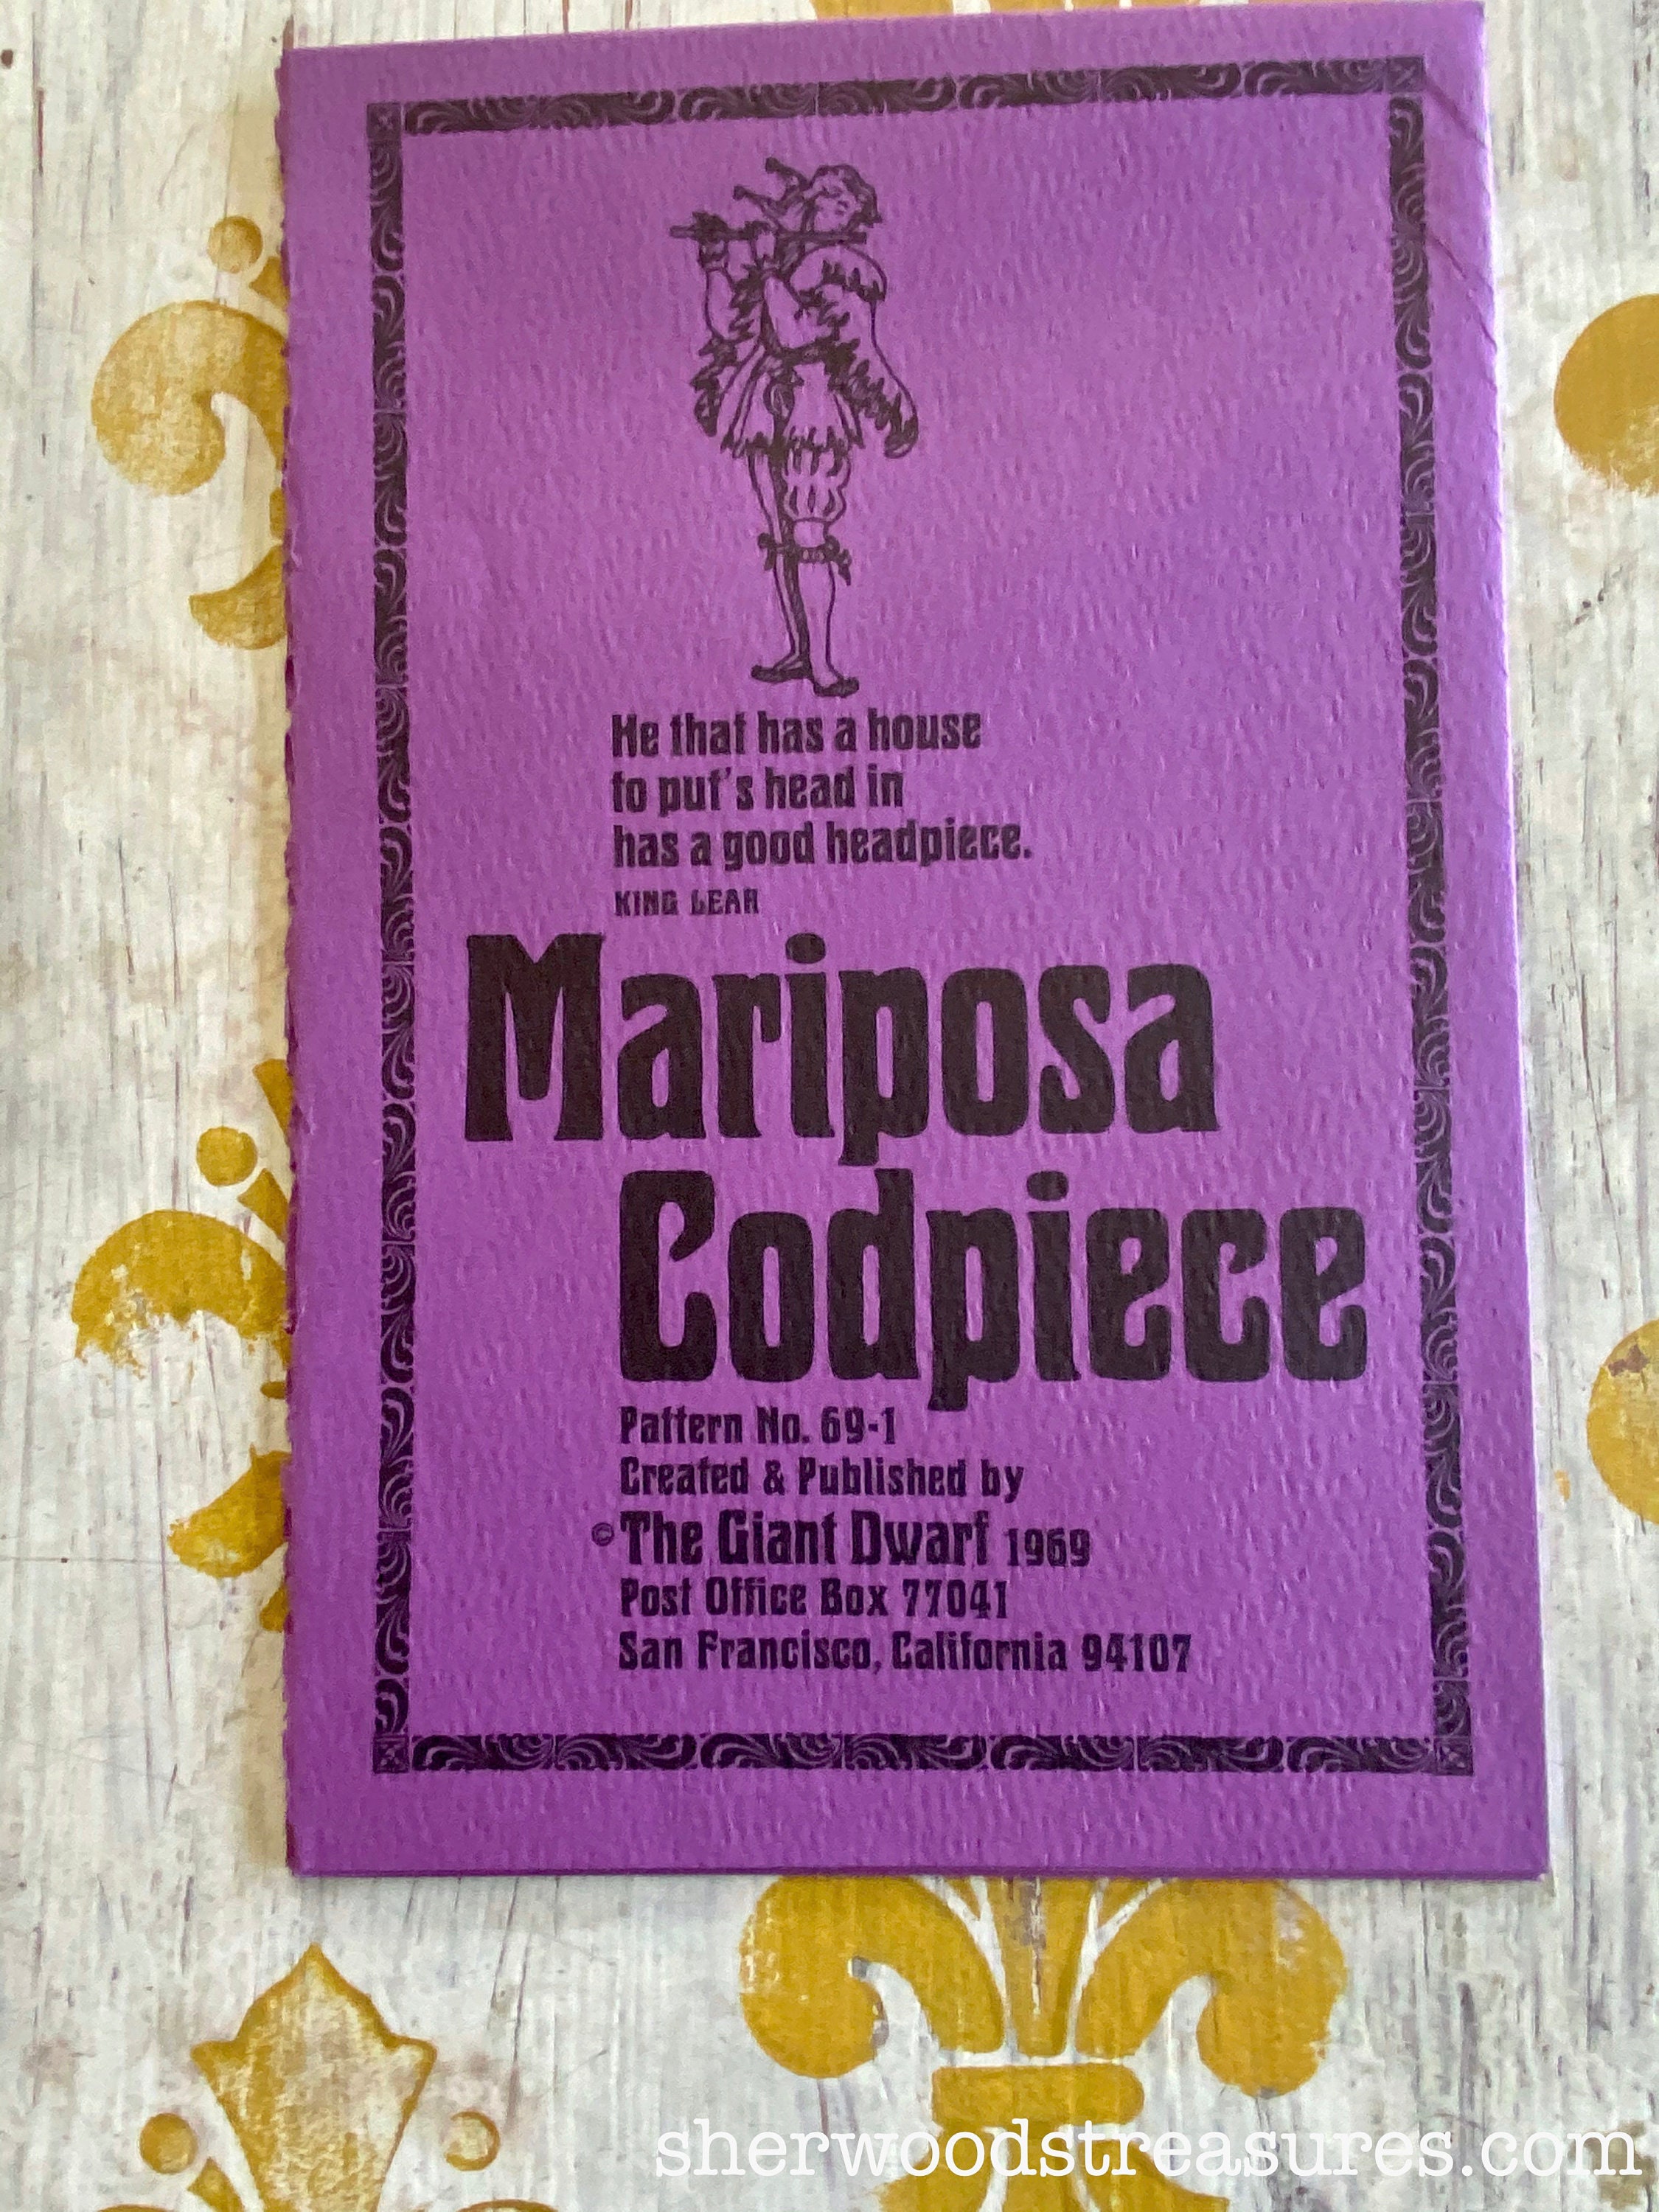 He that has a house
to put's head in
has a good headpiece.
KING LEAR
Mariposa
Codpiece
Pattern No. 69-1
Created & Published by
© The Giant Dwarf 1969
Post Office Box 77041
San Francisco, California 94107
sherwoodstreasures.com